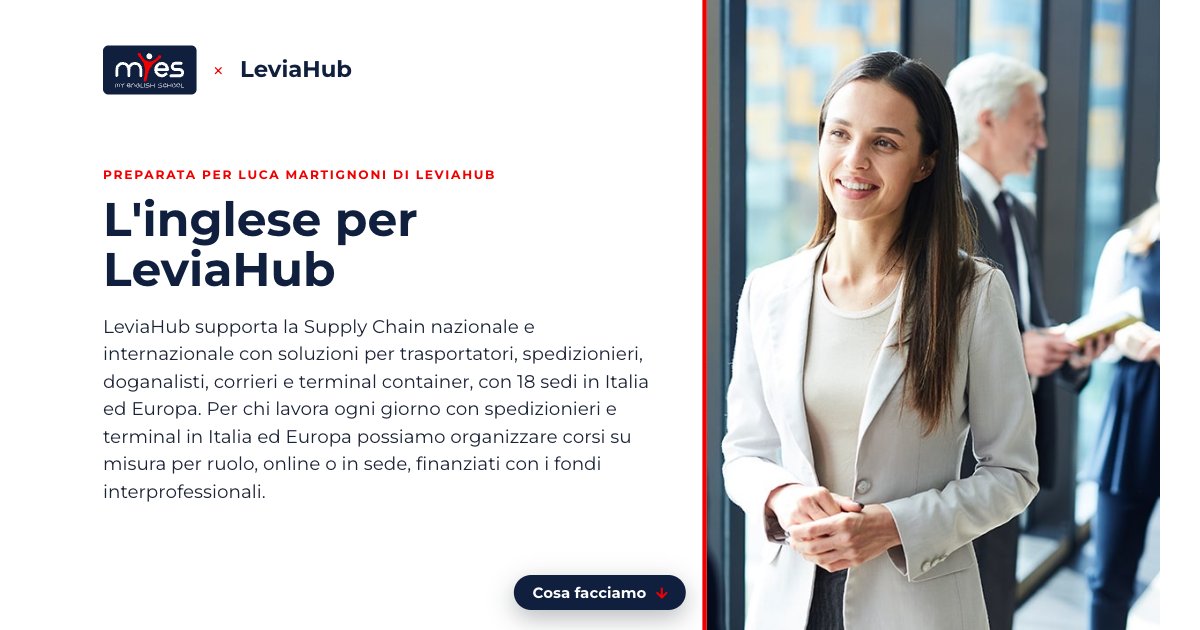 myes
MY ENGLISH SCHOOL
× LeviaHub
PREPARATA PER LUCA MARTIGNONI DI LEVIAHUB
L'inglese per
LeviaHub
LeviaHub supporta la Supply Chain nazionale e
internazionale con soluzioni per trasportatori, spedizionieri,
doganalisti, corrieri e terminal container, con 18 sedi in Italia
ed Europa. Per chi lavora ogni giorno con spedizionieri e
terminal in Italia ed Europa possiamo organizzare corsi su
misura per ruolo, online o in sede, finanziati con i fondi
interprofessionali.
Cosa facciamo ↓